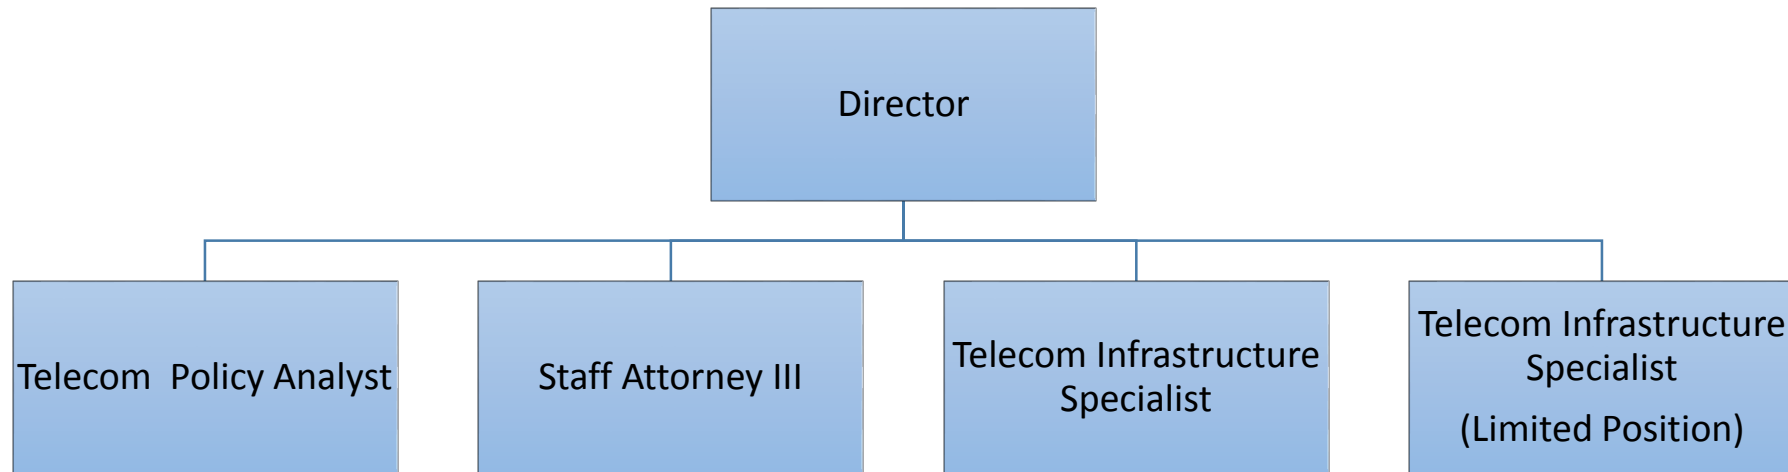 Director
Telecom  Policy Analyst
Staff Attorney III
Telecom Infrastructure
Specialist
Telecom Infrastructure
Specialist
(Limited Position)